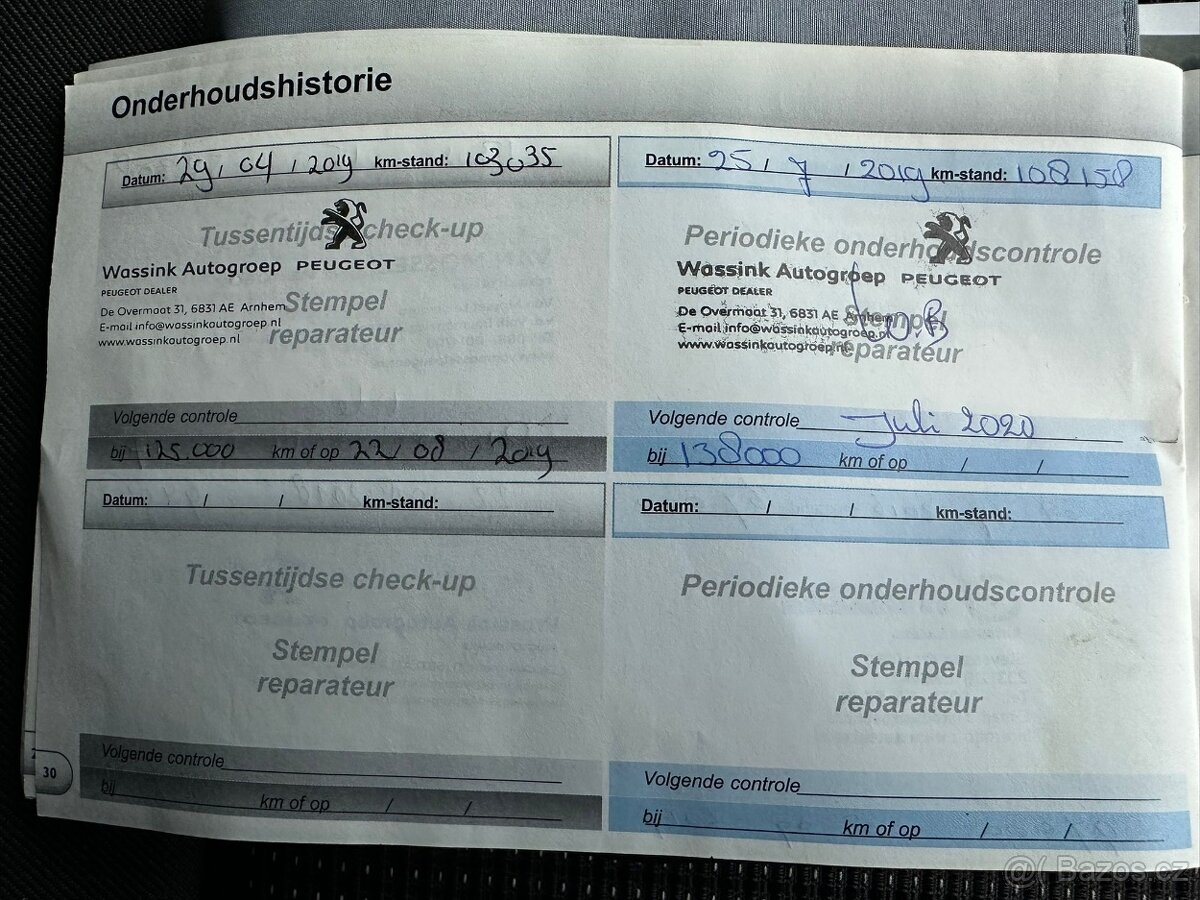 Onderhoudshistorie
Datum: 29 / 04 / 2019 km-stand: 103035
Tussentijdse check-up
Wassink Autogroep PEUGEOT
PEUGEOT DEALER
De Overmaat 31, 6831 AE Arnhem
E-mail info@wassinkautogroep.nl
www.wassinkautogroep.nl
Stempel
reparateur
Volgende controle
bij 125.000 km of op 22 / 08 / 2019
Datum: 25 / 7 / 2019 km-stand: 108158
Periodieke onderhoudscontrole
Wassink Autogroep PEUGEOT
PEUGEOT DEALER
De Overmaat 31, 6831 AE Arnhem
E-mail info@wassinkautogroep.nl
www.wassinkautogroep.nl
Stempel
reparateur
Volgende controle Juli 2020
bij 138000 km of op / /
Datum: / / km-stand:
Tussentijdse check-up
Stempel
reparateur
Volgende controle
bij km of op / /
Datum: / / km-stand:
Periodieke onderhoudscontrole
Stempel
reparateur
Volgende controle
bij km of op / /
30
Bazos.cz